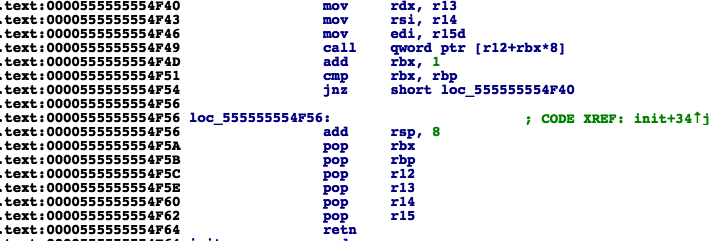 .text:0000555555554F40 mov rdx, r13
.text:0000555555554F43 mov rsi, r14
.text:0000555555554F46 mov edi, r15d
.text:0000555555554F49 call qword ptr [r12+rbx*8]
.text:0000555555554F4D add rbx, 1
.text:0000555555554F51 cmp rbx, rbp
.text:0000555555554F54 jnz short loc_555555554F40
.text:0000555555554F56
.text:0000555555554F56 loc_555555554F56: ; CODE XREF: init+34↑j
.text:0000555555554F56 add rsp, 8
.text:0000555555554F5A pop rbx
.text:0000555555554F5B pop rbp
.text:0000555555554F5C pop r12
.text:0000555555554F5E pop r13
.text:0000555555554F60 pop r14
.text:0000555555554F62 pop r15
.text:0000555555554F64 retn